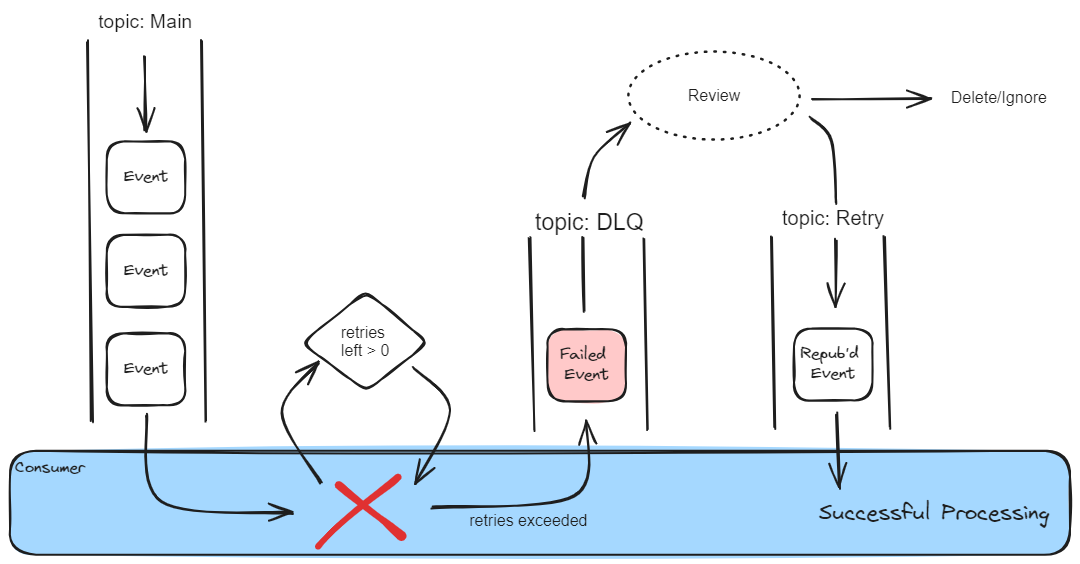 topic: Main
Event
Event
Event
retries
left > 0
topic: DLQ
Failed
Event
Review
Delete/Ignore
topic: Retry
Repub'd
Event
Consumer
retries exceeded
Successful Processing